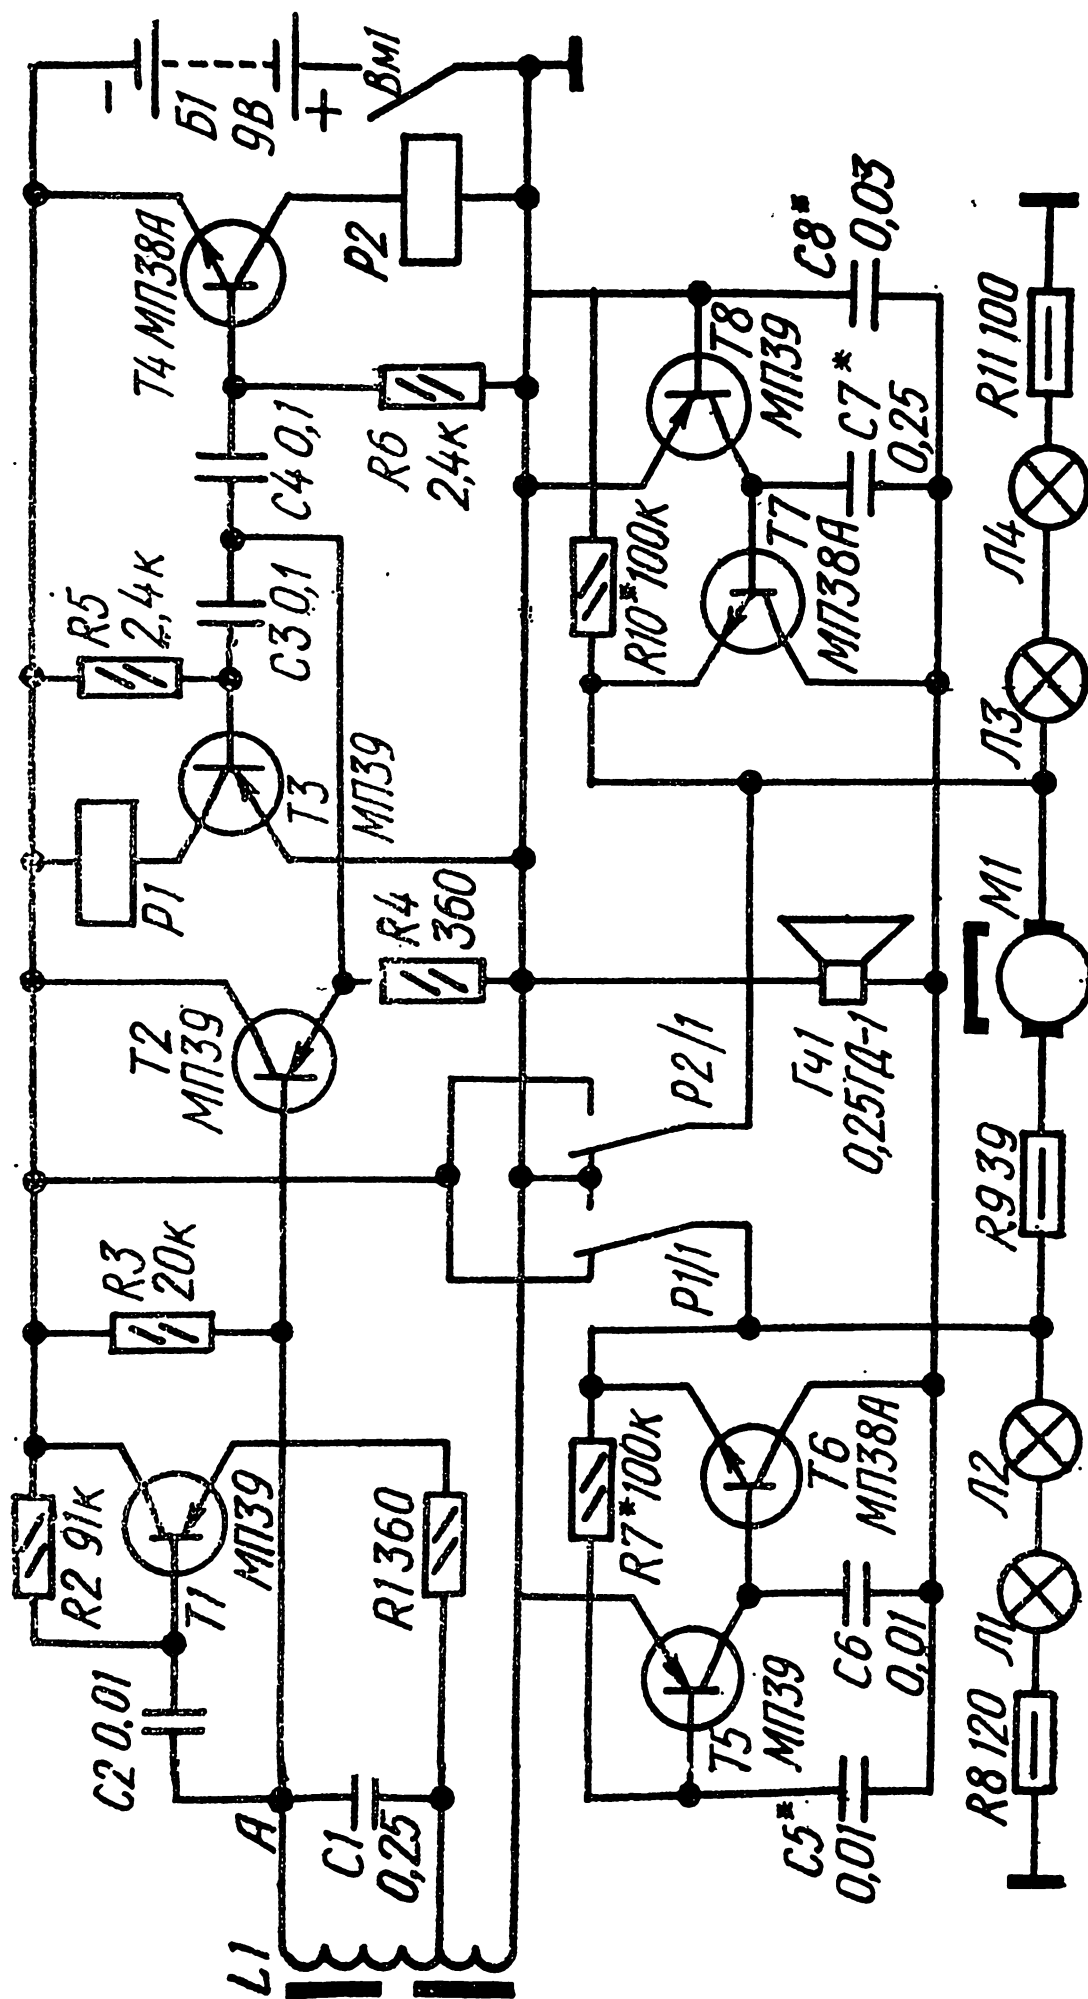 L1
A
C1
0,25
C2 0.01
R2 91к
T1
МП39
R1 360
R3
20к
T2
МП39
R4
360
P1
T3
МП39
R5
2,4к
C3 0,1
C4 0,1
R6
2,4к
T4 МП38А
P2
−
Б1
9В
+
Вм1
C5*
0,01
T5
МП39
C6
0,01
R7*100к
T6
МП38А
P1/1
P2/1
Гч1
0,25ГД-1
R10*100к
T7
МП38А
T8
МП39
C7*
0,25
C8*
0,03
R8 120
Л1
Л2
R9 39
М1
Л3
Л4
R11 100